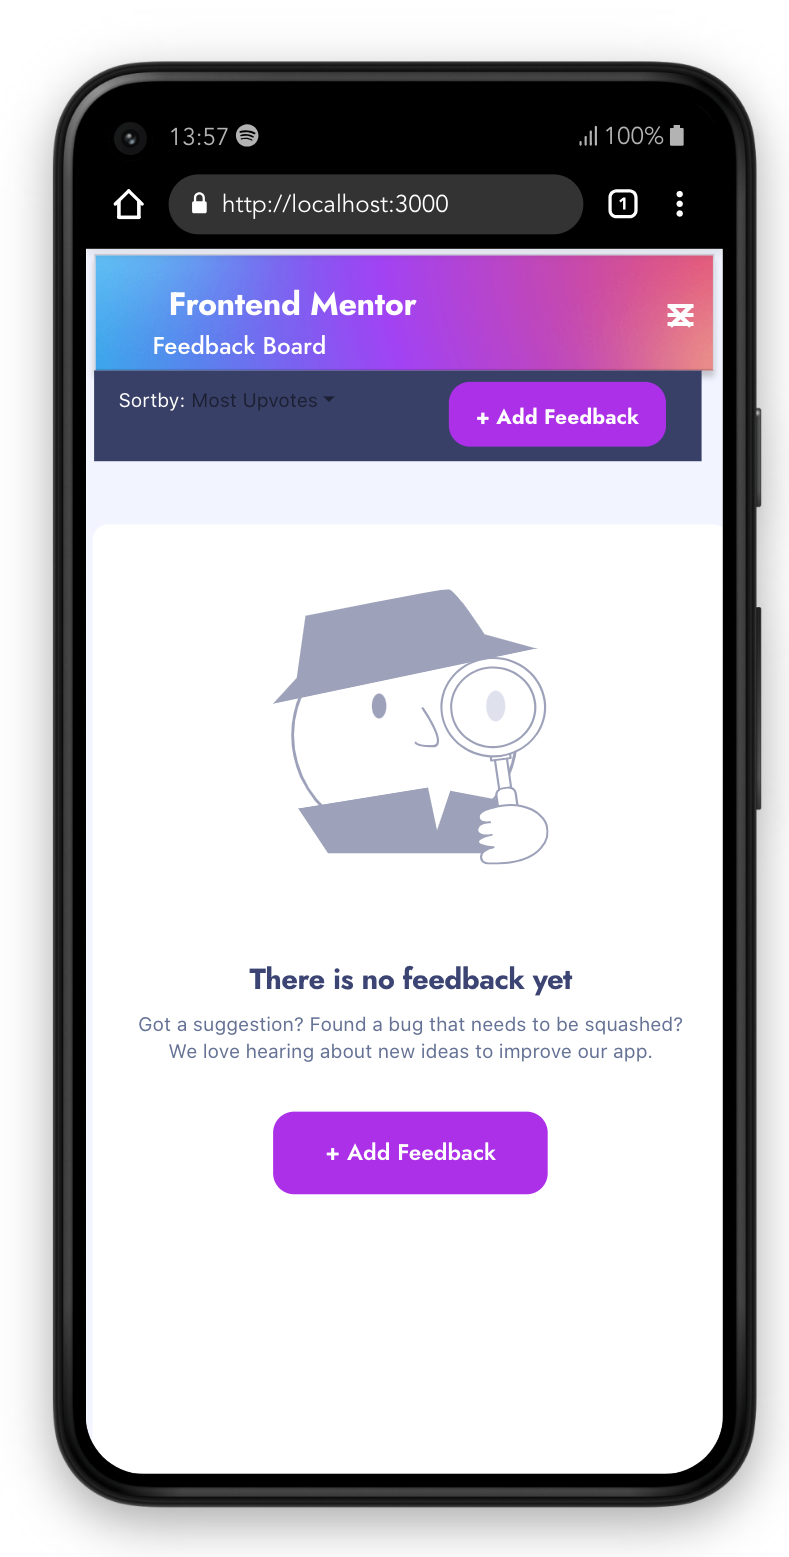 13:57 100%
http://localhost:3000 1
Frontend Mentor
Feedback Board
Sortby: Most Upvotes + Add Feedback
There is no feedback yet
Got a suggestion? Found a bug that needs to be squashed?
We love hearing about new ideas to improve our app.
+ Add Feedback